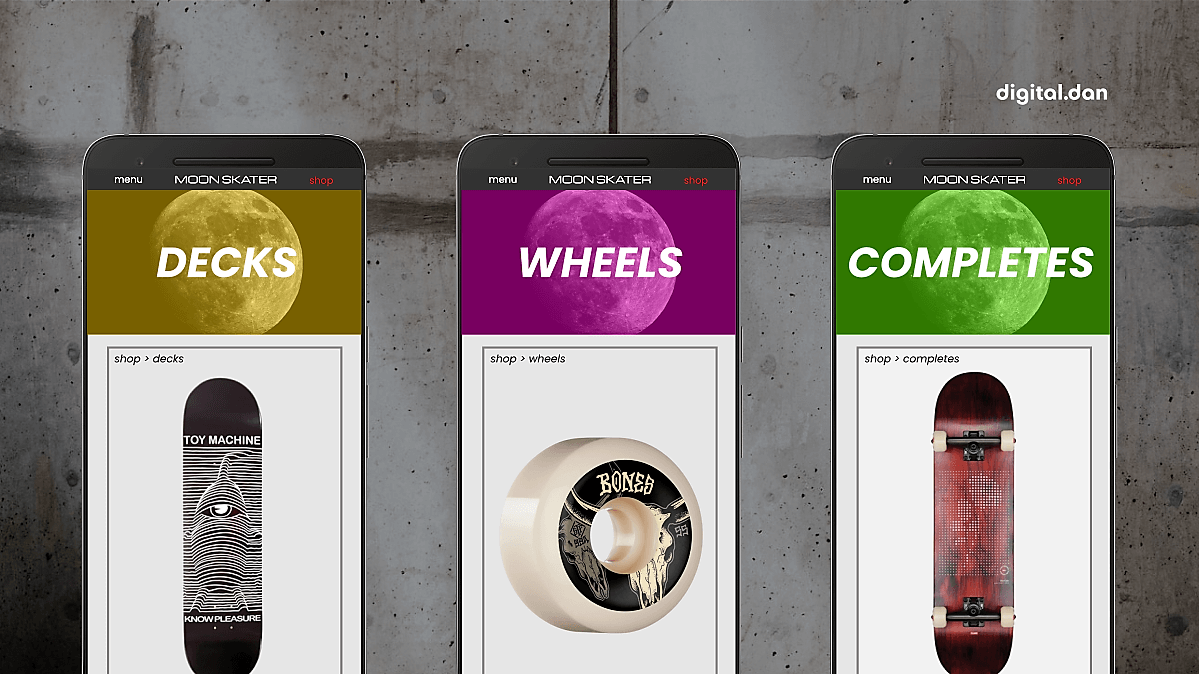 digital.dan
menu MOON SKATER shop
DECKS
shop > decks
TOY MACHINE
KNOW PLEASURE
menu MOON SKATER shop
WHEELS
shop > wheels
BONES
menu MOON SKATER shop
COMPLETES
shop > completes